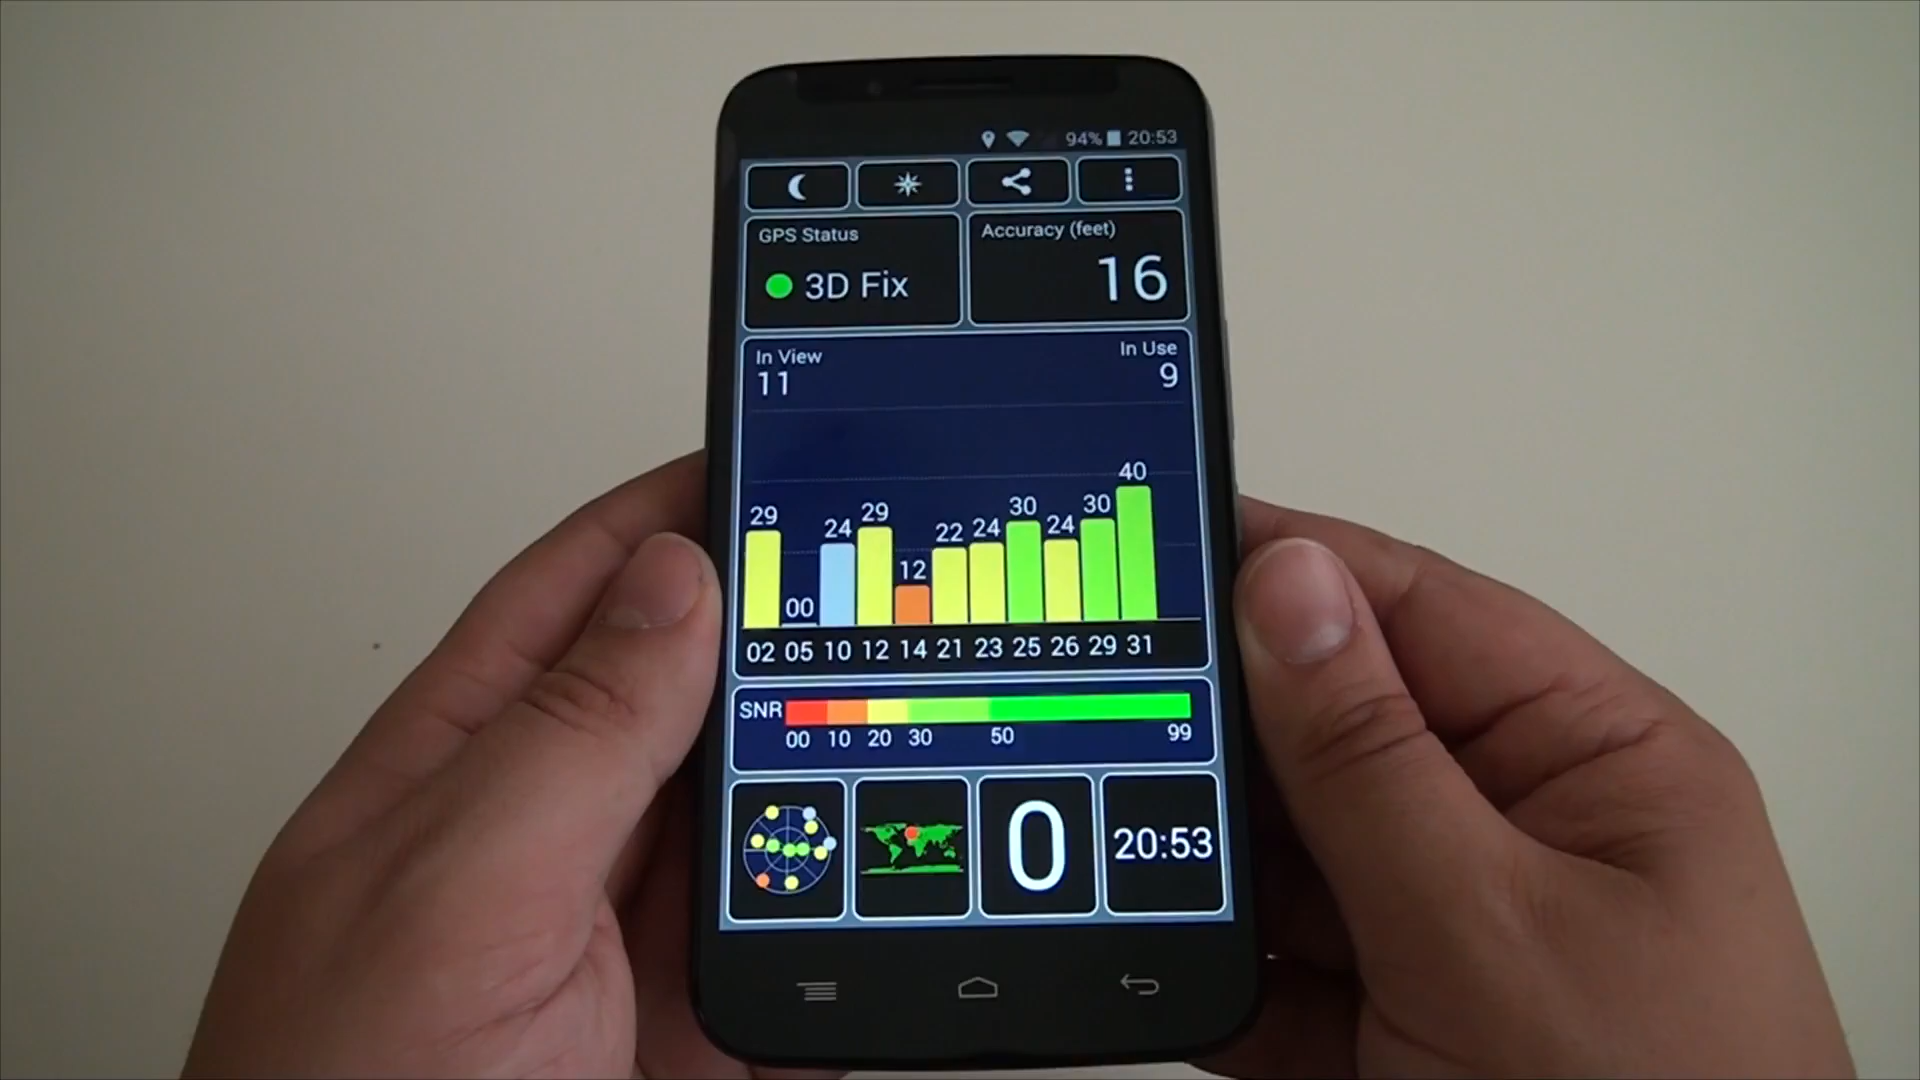 94% 20:53
GPS Status
3D Fix
Accuracy (feet)
16
In View
11
In Use
9
29 00 24 29 12 22 24 30 24 30 40
02 05 10 12 14 21 23 25 26 29 31
SNR
00 10 20 30 50 99
0
20:53